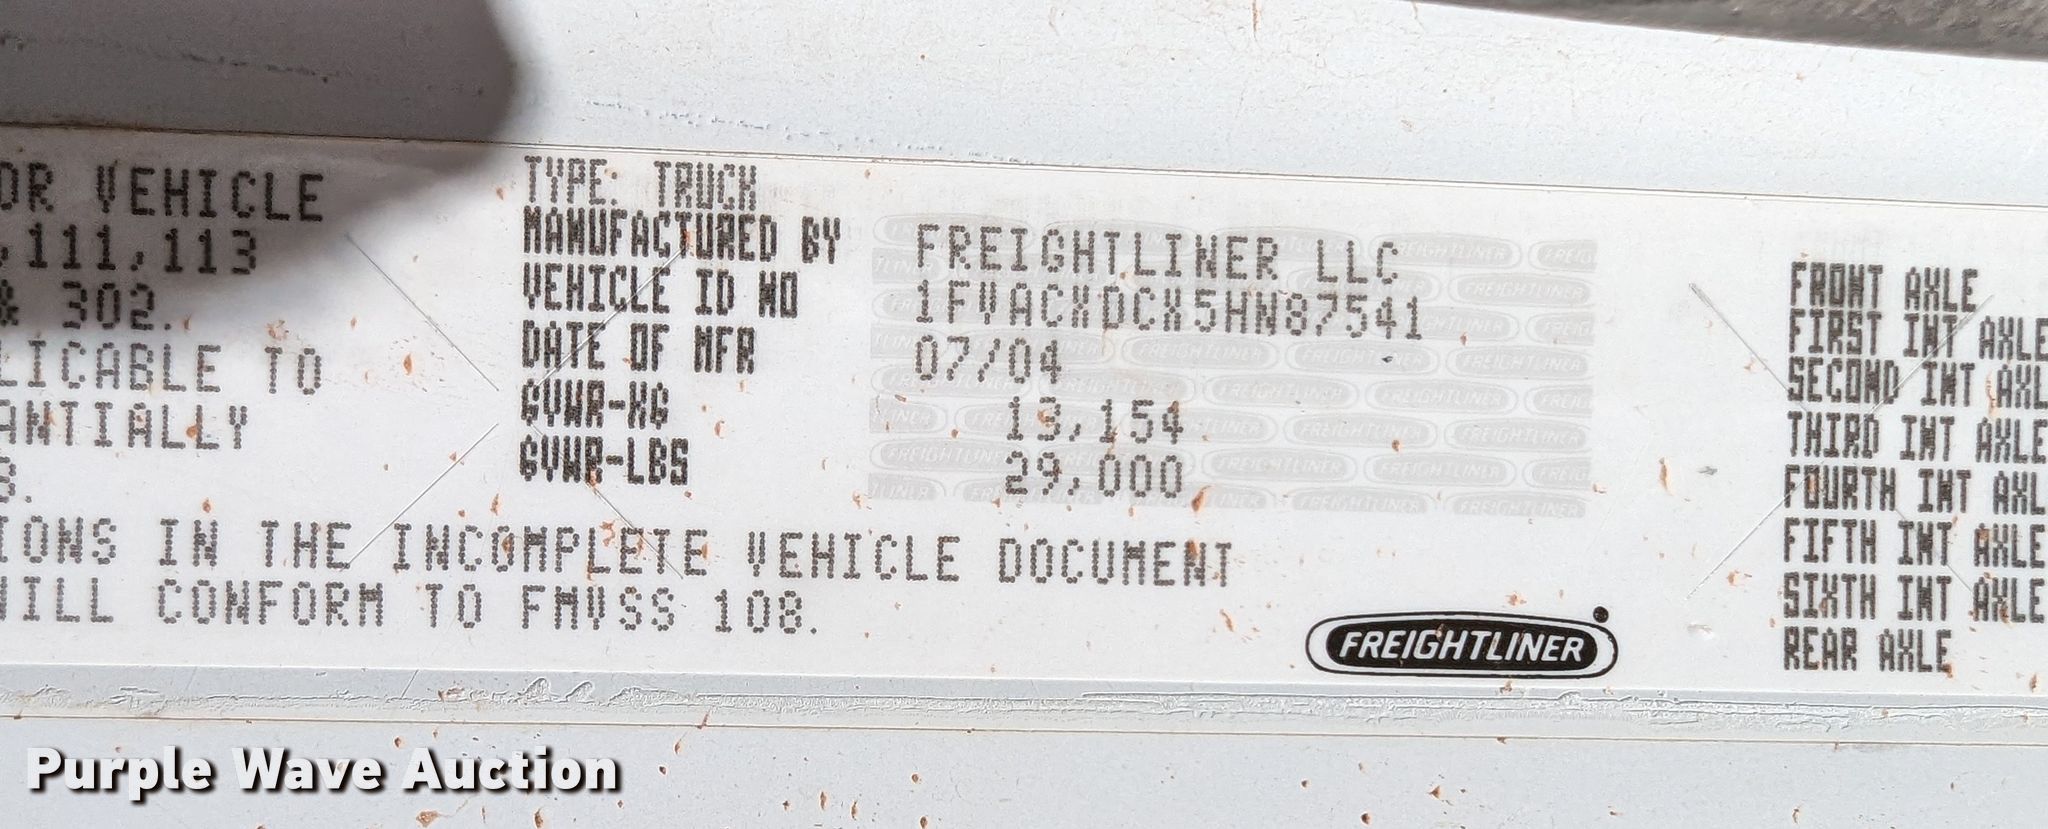 OR VEHICLE
,111,113
& 302.
LICABLE TO
ANTIALLY
TYPE: TRUCK
MANUFACTURED BY FREIGHTLINER LLC
VEHICLE ID NO 1FVACXDCX5HN87541
DATE OF MFR 07/04
GVWR-KG 13,154
GVWR-LBS 29,000
IONS IN THE INCOMPLETE VEHICLE DOCUMENT
WILL CONFORM TO FMVSS 108.
FREIGHTLINER
FRONT AXLE
FIRST INT AXLE
SECOND INT AXL
THIRD INT AXLE
FOURTH INT AXL
FIFTH INT AXLE
SIXTH INT AXLE
REAR AXLE
Purple Wave Auction